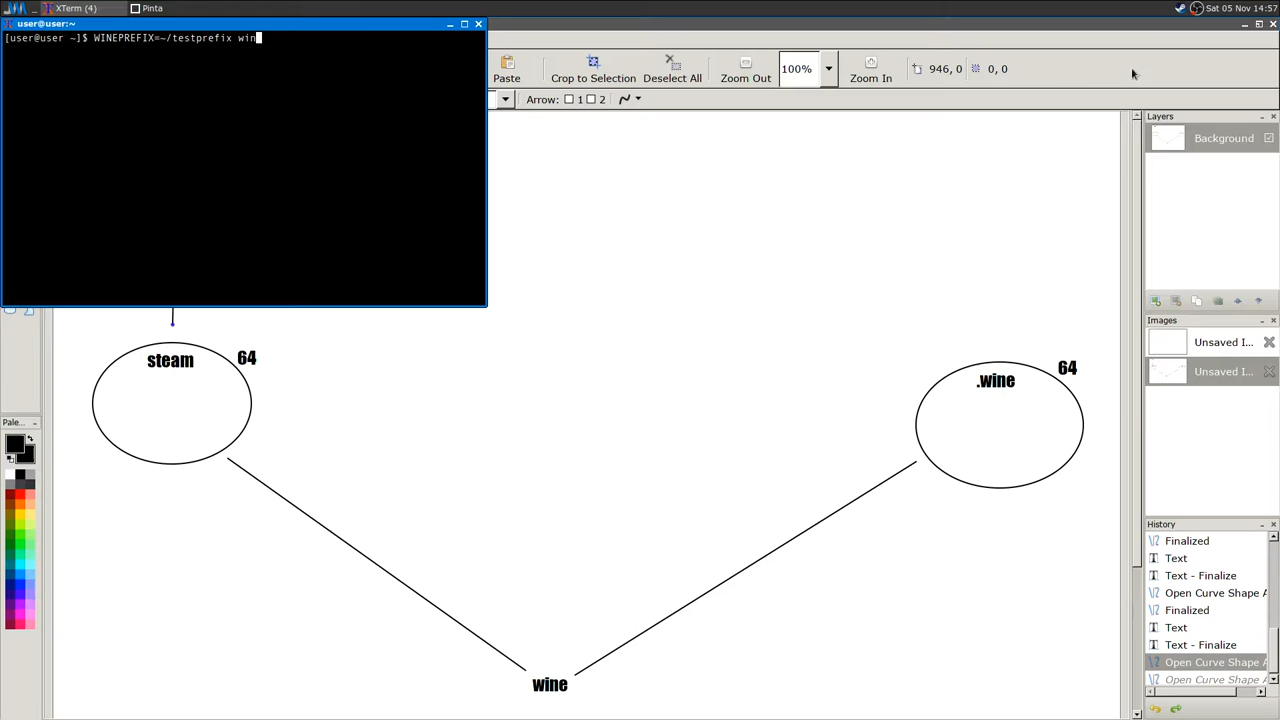 XTerm (4)
Pinta
Sat 05 Nov 14:57
user@user:~
[user@user ~]$ WINEPREFIX=~/testprefix win
Paste
Crop to Selection
Deselect All
Zoom Out
100%
Zoom In
946, 0
0, 0
Arrow:
1
2
Layers
Background
steam
64
.wine
64
wine
Images
Unsaved I...
Unsaved I...
Pale...
History
Finalized
Text
Text - Finalize
Open Curve Shape A
Finalized
Text
Text - Finalize
Open Curve Shape A
Open Curve Shape A